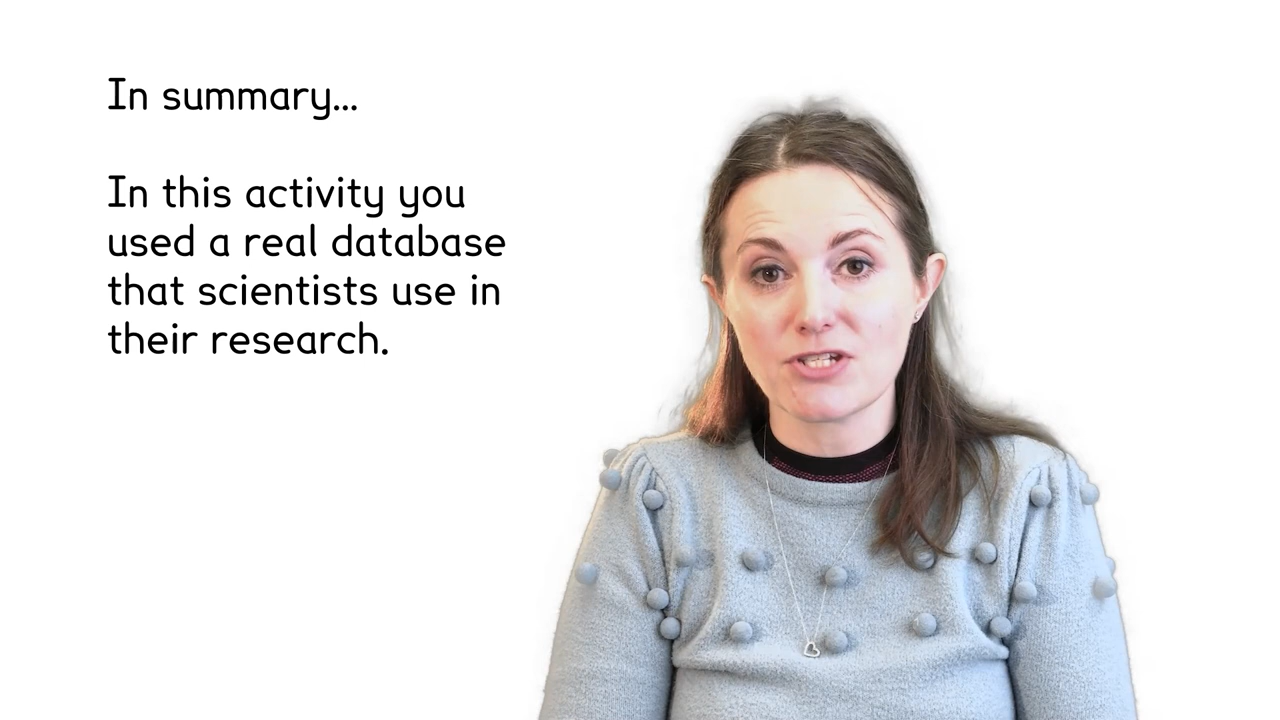 In summary...
In this activity you
used a real database
that scientists use in
their research.